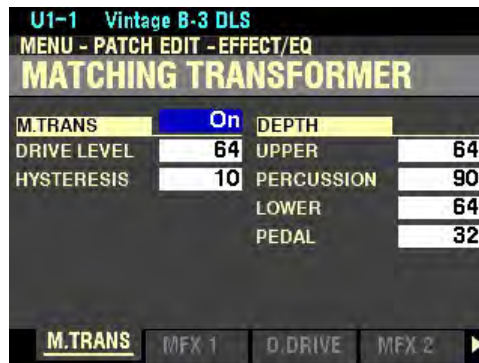 U1-1 Vintage B-3 DLS
MENU - PATCH EDIT - EFFECT/EQ
MATCHING TRANSFORMER
M.TRANS On DEPTH
DRIVE LEVEL 64 UPPER 64
HYSTERESIS 10 PERCUSSION 90
LOWER 64
PEDAL 32
M.TRANS MFX 1 O.DRIVE MFX 2